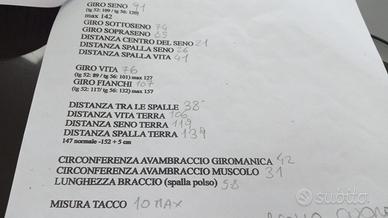 GIRO SENO 91
(tg 52: 109 / tg 56: 120)
max 142
GIRO SOTTOSENO 74
GIRO SOPRASENO 85
DISTANZA CENTRO DEL SENO 21
DISTANZA SPALLA SENO 26
DISTANZA SPALLA VITA 41
GIRO VITA 76
(tg 52: 89 / tg 56: 101) max 127
GIRO FIANCHI 107
(tg 52: 117/ tg 56: 132) max 157
DISTANZA TRA LE SPALLE 38
DISTANZA VITA TERRA 106
DISTANZA SENO TERRA 119
DISTANZA SPALLA TERRA 139
147 normale -152 + 5 cm
CIRCONFERENZA AVAMBRACCIO GIROMANICA 42
CIRCONFERENZA AVAMBRACCIO MUSCOLO 31
LUNGHEZZA BRACCIO (spalla polso) 58
MISURA TACCO 10 MAX
subito